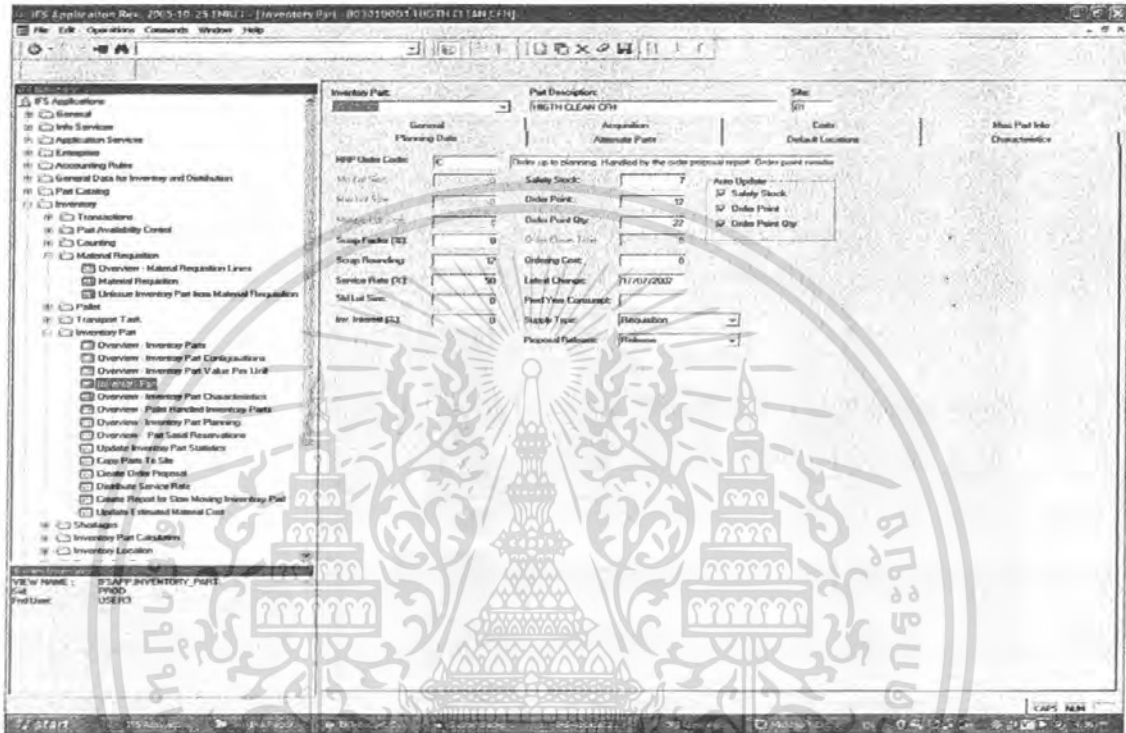 IFS Application Rev. 2005-10-25 - [Inventory Part - HIGTH CLEAN CFH]
File Edit Operations Commands Window Help
IFS Applications
General
Info Services
Application Services
Enterprise
Accounting Rules
General Data for Inventory and Distribution
Part Catalog
Inventory
Transactions
Part Availability Control
Counting
Material Requisition
Overview - Material Requisition Lines
Material Requisition
Unissue Inventory Part from Material Requisition
Pallet
Transport Task
Inventory Part
Overview - Inventory Parts
Overview - Inventory Part Configurations
Overview - Inventory Part Value Per Unit
Inventory Part
Overview - Inventory Part Characteristics
Overview - Pallet Handled Inventory Parts
Overview - Inventory Part Planning
Overview - Part Serial Reservations
Update Inventory Part Statistics
Copy Parts To Site
Create Order Proposal
Distribute Service Rate
Create Report for Slow Moving Inventory Part
Update Estimated Material Cost
Shortages
Inventory Part Calculation
Inventory Location
VIEW NAME : IFSAPP.INVENTORY_PART
PROD
End User: USER3
Inventory Part: Part Description: Site:
HIGTH CLEAN CFH
General Acquisition Costs Misc Part Info
Planning Data Alternate Parts Default Locations Characteristics
MRP Order Code: C Order up to planning. Handled by the order proposal report. Order point
Safety Stock: 7
Order Point: 12
Order Point Qty: 22
Auto Update
Safety Stock
Order Point
Order Point Qty
Scrap Factor (%): 0
Scrap Rounding: 12 Ordering Cost: 0
Service Rate (%): 50 Latest Change: 17/07/2002
Std Lot Size: 0 Pred Year Consumpt:
Inv. Interest (%): 0 Supply Type: Requisition
Proposal Release: Release
CAPS NUM
start